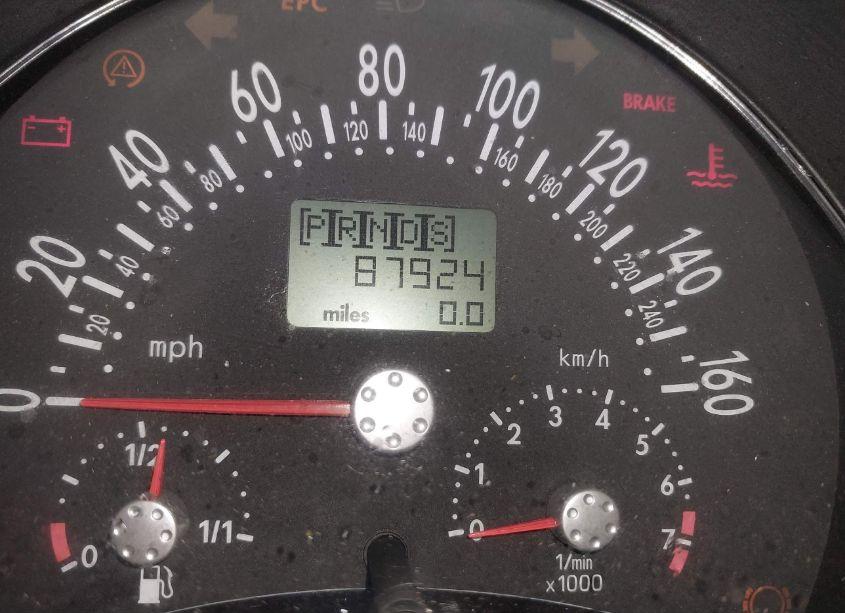 EPC
20 40 60 80 100 120 140 160
BRAKE
20 40 60 80 100 120 140 160 180 200 220 240
[PRNDS]
87924
miles 0.0
mph
km/h
0
0 1/2 1/1
0 1 2 3 4 5 6 7
1/min
x1000